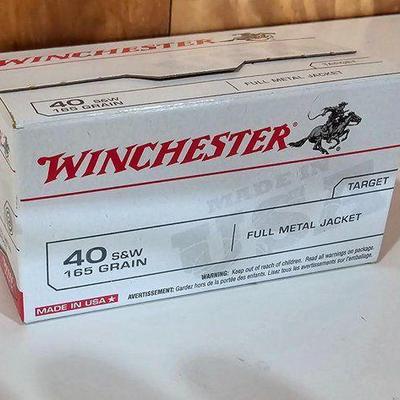 WINCHESTER
TARGET
40 S&W
165 GRAIN
FULL METAL JACKET
WINCHESTER®
MADE IN
TARGET
40 S&W
165 GRAIN
FULL METAL JACKET
WARNING: Keep out of reach of children. Read all warnings on package.
AVERTISSEMENT: Gardez hors de la portée des enfants. Lisez tous les avertissements sur l'emballage.
MADE IN USA